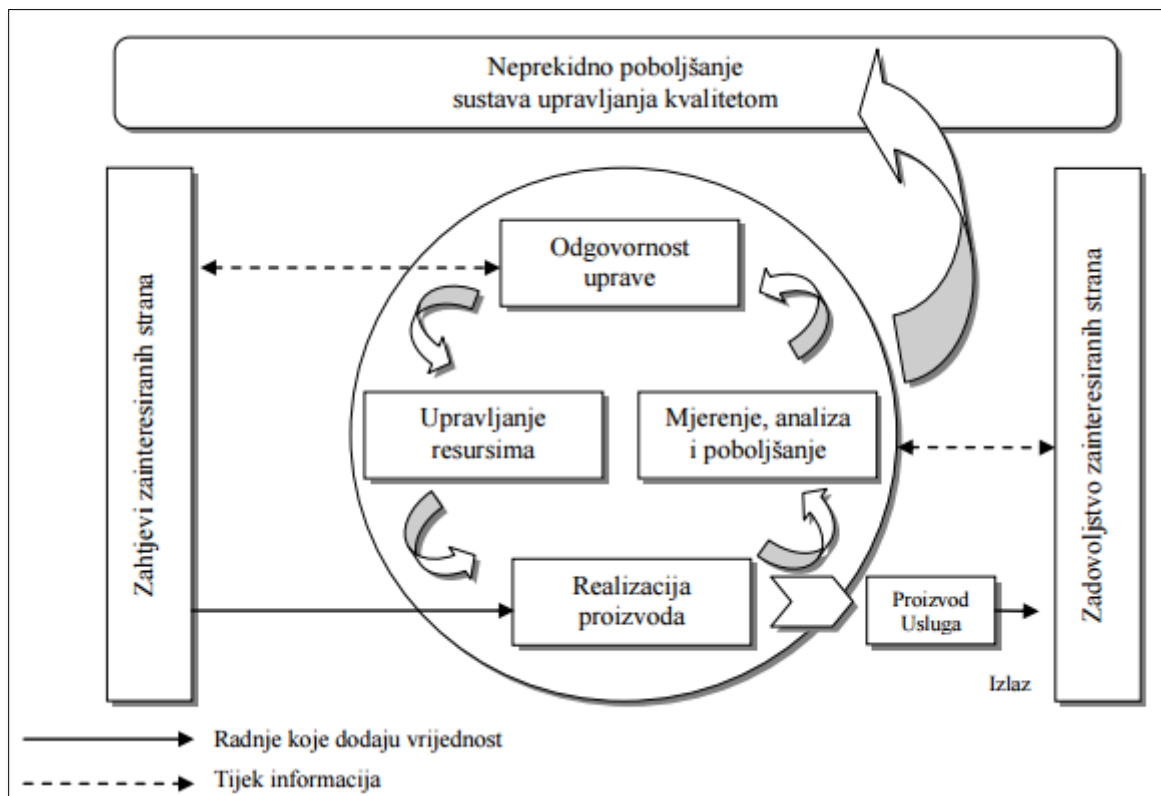 Neprekidno poboljšanje
sustava upravljanja kvalitetom
Zahtjevi zainteresiranih strana
Odgovornost
uprave
Upravljanje
resursima
Mjerenje, analiza
i poboljšanje
Realizacija
proizvoda
Proizvod
Usluga
Izlaz
Zadovoljstvo zainteresiranih strana
Radnje koje dodaju vrijednost
Tijek informacija